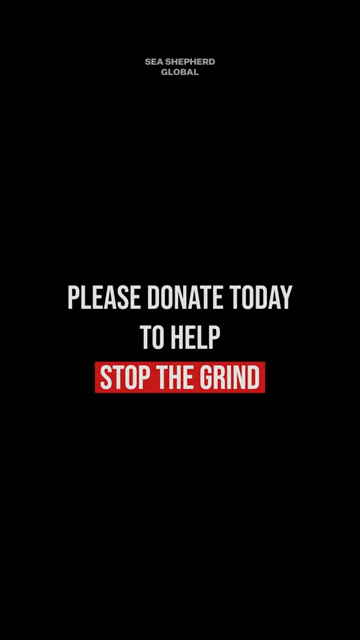 SEA SHEPHERD
GLOBAL
PLEASE DONATE TODAY
TO HELP
STOP THE GRIND